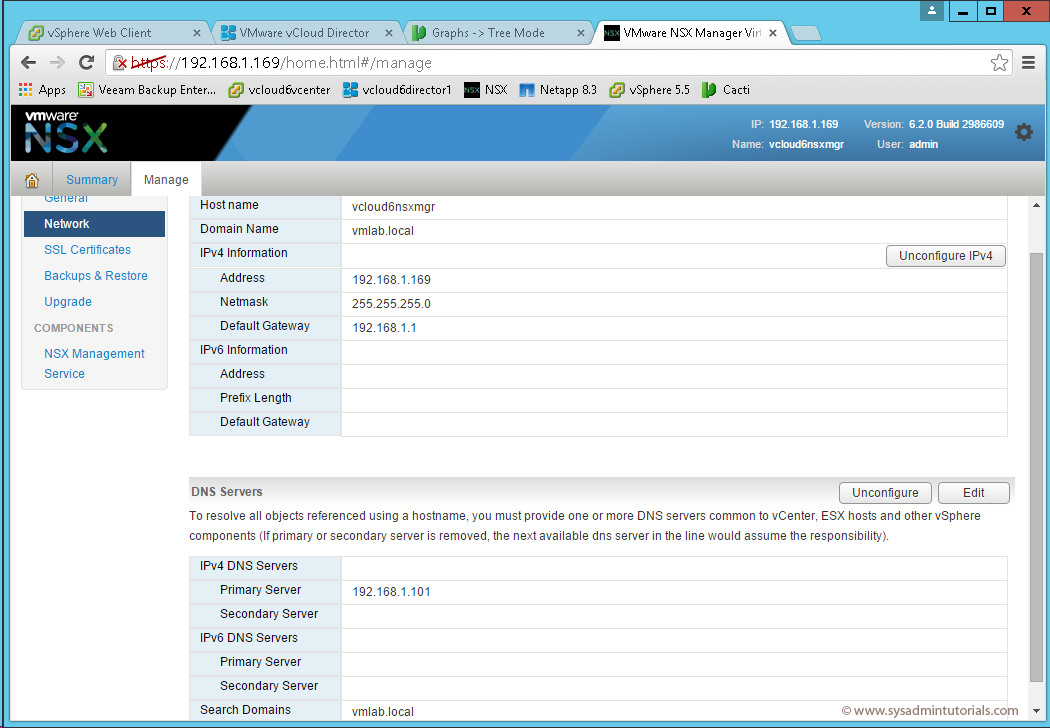 vSphere Web Client
VMware vCloud Director
Graphs -> Tree Mode
VMware NSX Manager Virt
https://192.168.1.169/home.html#/manage
Apps
Veeam Backup Enter...
vcloud6vcenter
vcloud6director1
NSX NSX
Netapp 8.3
vSphere 5.5
Cacti
vmware
NSX
IP: 192.168.1.169 Version: 6.2.0 Build 2986609
Name: vcloud6nsxmgr User: admin
Summary
Manage
General
Network
SSL Certificates
Backups & Restore
Upgrade
COMPONENTS
NSX Management
Service
Host name vcloud6nsxmgr
Domain Name vmlab.local
IPv4 Information Unconfigure IPv4
Address 192.168.1.169
Netmask 255.255.255.0
Default Gateway 192.168.1.1
IPv6 Information
Address
Prefix Length
Default Gateway
DNS Servers Unconfigure Edit
To resolve all objects referenced using a hostname, you must provide one or more DNS servers common to vCenter, ESX hosts and other vSphere
components (If primary or secondary server is removed, the next available dns server in the line would assume the responsibility).
IPv4 DNS Servers
Primary Server 192.168.1.101
Secondary Server
IPv6 DNS Servers
Primary Server
Secondary Server
Search Domains vmlab.local
© www.sysadmintutorials.com